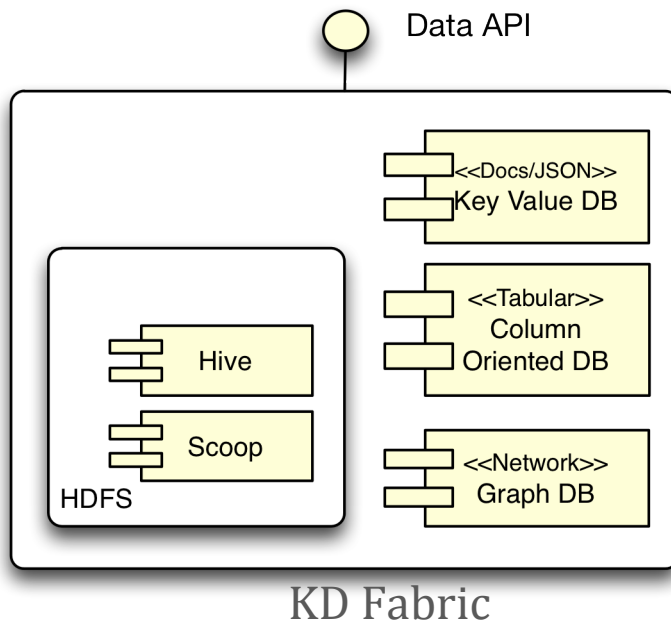 Data API
<<Docs/JSON>>
Key Value DB
<<Tabular>>
Column
Oriented DB
Hive
Scoop
HDFS
<<Network>>
Graph DB
KD Fabric